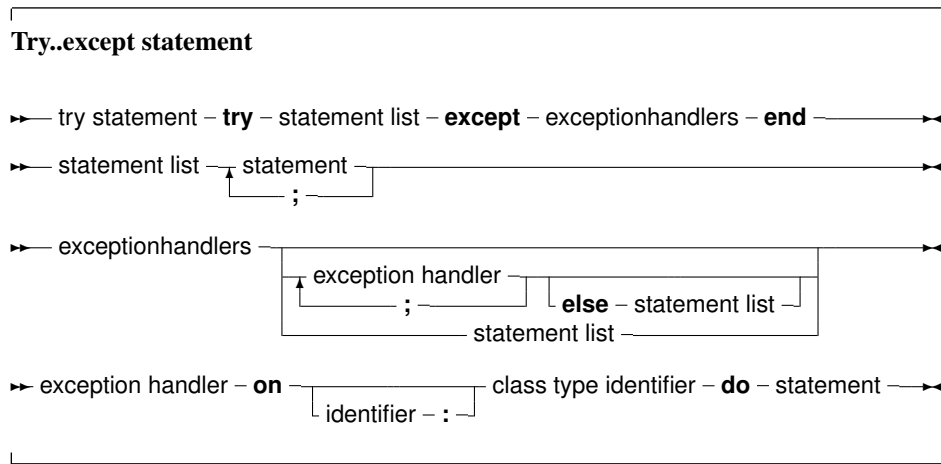 Try..except statement
try statement – try – statement list – except – exceptionhandlers – end
statement list statement
;
exceptionhandlers
exception handler
; else – statement list
statement list
exception handler – on class type identifier – do – statement
identifier – :